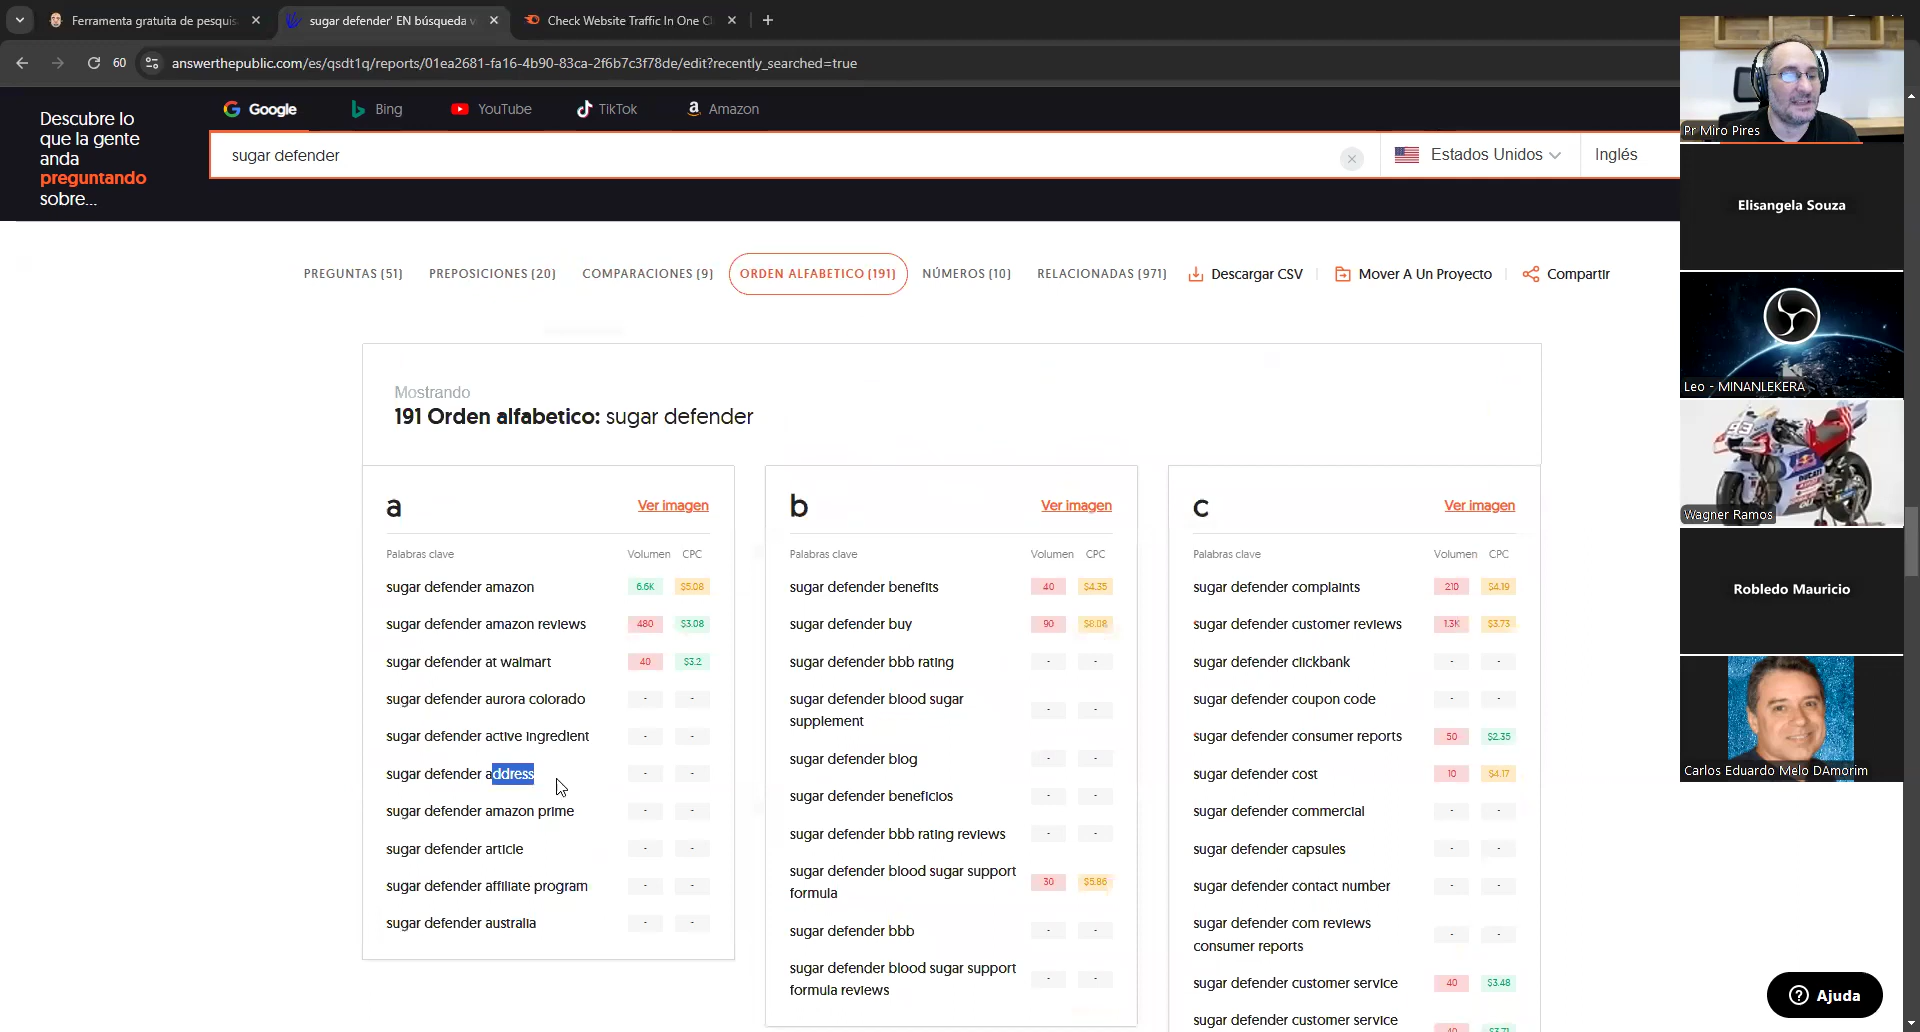 Ferramenta gratuita de pesquis
sugar defender' EN búsqueda v
Check Website Traffic In One C
60
answerthepublic.com/es/qsdt1q/reports/01ea2681-fa16-4b90-83ca-2f6b7c3f78de/edit?recently_searched=true
Descubre lo
que la gente
anda
preguntando
sobre...
Google
Bing
YouTube
TikTok
Amazon
sugar defender
Estados Unidos
Inglés
PREGUNTAS (51)
PREPOSICIONES (20)
COMPARACIONES (9)
ORDEN ALFABETICO (191)
NÚMEROS (10)
RELACIONADAS (971)
Descargar CSV
Mover A Un Proyecto
Compartir
Mostrando
191 Orden alfabetico: sugar defender
a
Ver imagen
Palabras clave Volumen CPC
sugar defender amazon 6.6K $5.08
sugar defender amazon reviews 480 $3.08
sugar defender at walmart 40 $3.2
sugar defender aurora colorado - -
sugar defender active ingredient - -
sugar defender address - -
sugar defender amazon prime - -
sugar defender article - -
sugar defender affiliate program - -
sugar defender australia - -
b
Ver imagen
Palabras clave Volumen CPC
sugar defender benefits 40 $4.35
sugar defender buy 90 $8.08
sugar defender bbb rating - -
sugar defender blood sugar
supplement - -
sugar defender blog - -
sugar defender beneficios - -
sugar defender bbb rating reviews - -
sugar defender blood sugar support
formula 30 $5.86
sugar defender bbb - -
sugar defender blood sugar support
formula reviews - -
c
Ver imagen
Palabras clave Volumen CPC
sugar defender complaints 210 $4.19
sugar defender customer reviews 1.3K $3.73
sugar defender clickbank - -
sugar defender coupon code - -
sugar defender consumer reports 50 $2.35
sugar defender cost 10 $4.17
sugar defender commercial - -
sugar defender capsules - -
sugar defender contact number - -
sugar defender com reviews
consumer reports - -
sugar defender customer service 40 $3.48
sugar defender customer service
Pr Miro Pires
Elisangela Souza
Leo - MINANLEKERA
93
Wagner Ramos
Robledo Mauricio
Carlos Eduardo Melo DAmorim
Ajuda